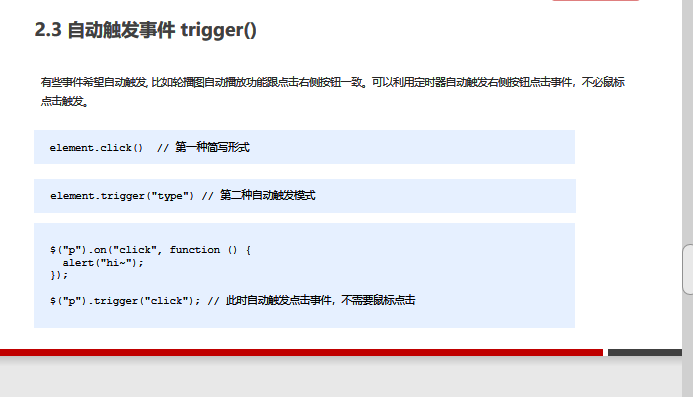 2.3 自动触发事件 trigger()
有些事件希望自动触发, 比如轮播图自动播放功能跟点击右侧按钮一致。可以利用定时器自动触发右侧按钮点击事件，不必鼠标
点击触发。
element.click()  // 第一种简写形式
element.trigger("type") // 第二种自动触发模式
$("p").on("click", function () {
  alert("hi~");
});
$("p").trigger("click"); // 此时自动触发点击事件，不需要鼠标点击